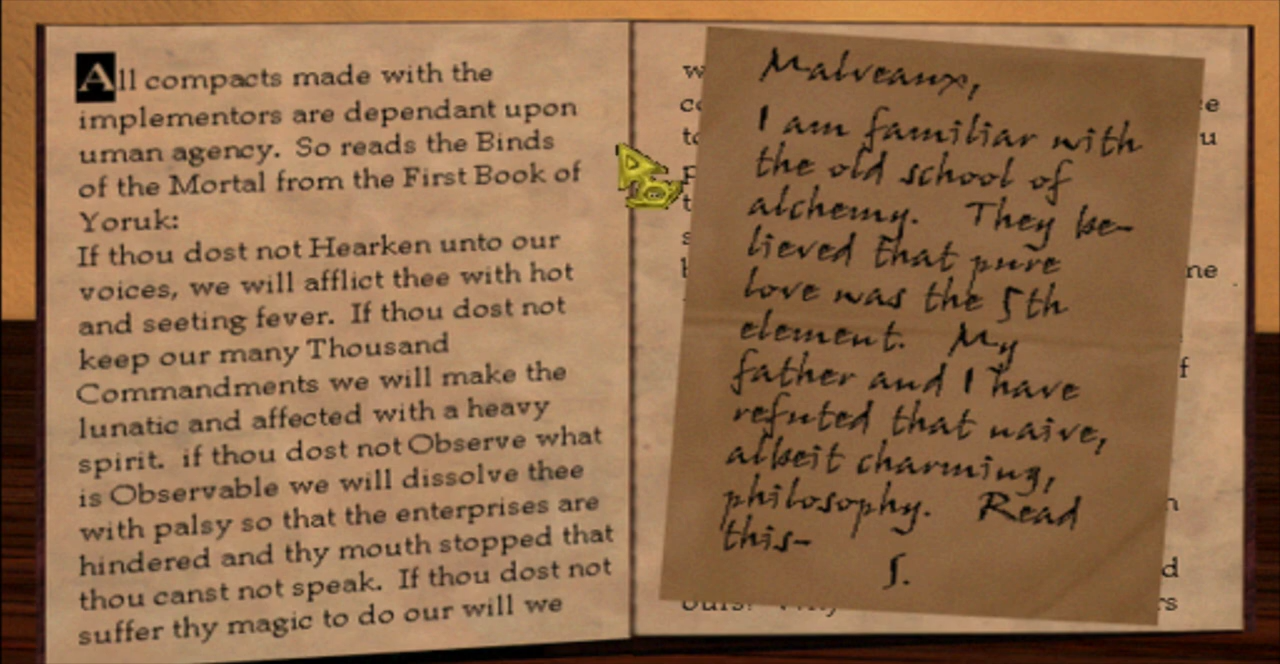 All compacts made with the
implementors are dependant upon
uman agency. So reads the Binds
of the Mortal from the First Book of
Yoruk:
If thou dost not Hearken unto our
voices, we will afflict thee with hot
and seeting fever. If thou dost not
keep our many Thousand
Commandments we will make the
lunatic and affected with a heavy
spirit. if thou dost not Observe what
is Observable we will dissolve thee
with palsy so that the enterprises are
hindered and thy mouth stopped that
thou canst not speak. If thou dost not
suffer thy magic to do our will we
Malveaux,
I am familiar with
the old school of
alchemy. They be-
lieved that pure
love was the 5th
element. My
father and I have
refuted that naive,
albeit charming,
philosophy. Read
this-
S.